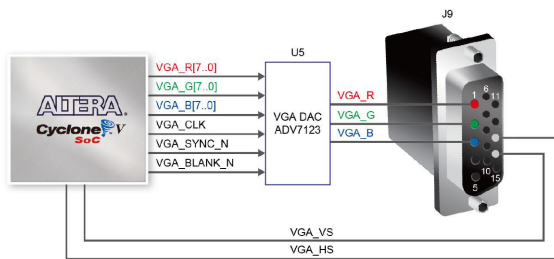 J9
U5
ALTERA®
Cyclone V
SoC
VGA_R[7..0]
VGA_G[7..0]
VGA_B[7..0]
VGA_CLK
VGA_SYNC_N
VGA_BLANK_N
VGA DAC
ADV7123
VGA_R
VGA_G
VGA_B
1
6
11
5
10
15
VGA_VS
VGA_HS